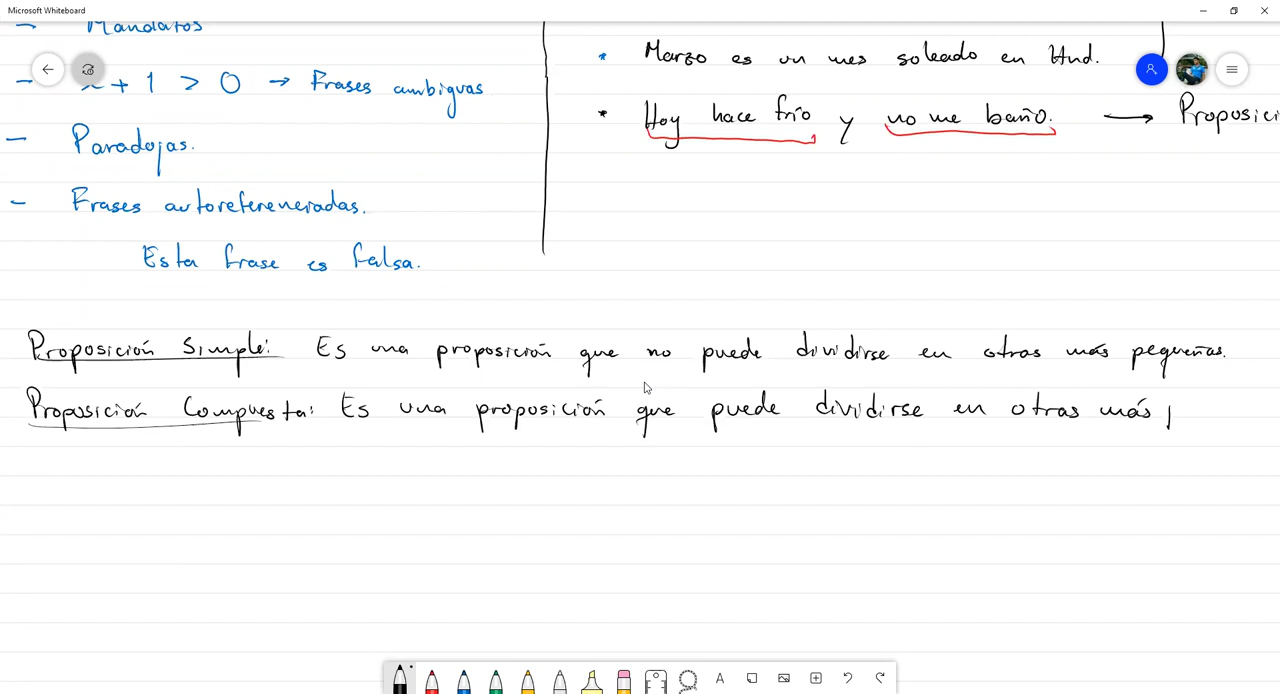 Microsoft Whiteboard
- Mandatos
- x + 1 > 0 → Frases ambiguas
- Paradojas.
- Frases autoreferenciadas.
Esta frase es falsa.
• Marzo es un mes soleado en Hnd.
• Hoy hace frío y no me baño. → Proposici
Proposición Simple: Es una proposición que no puede dividirse en otras más pequeñas.
Proposición Compuesta: Es una proposición que puede dividirse en otras más